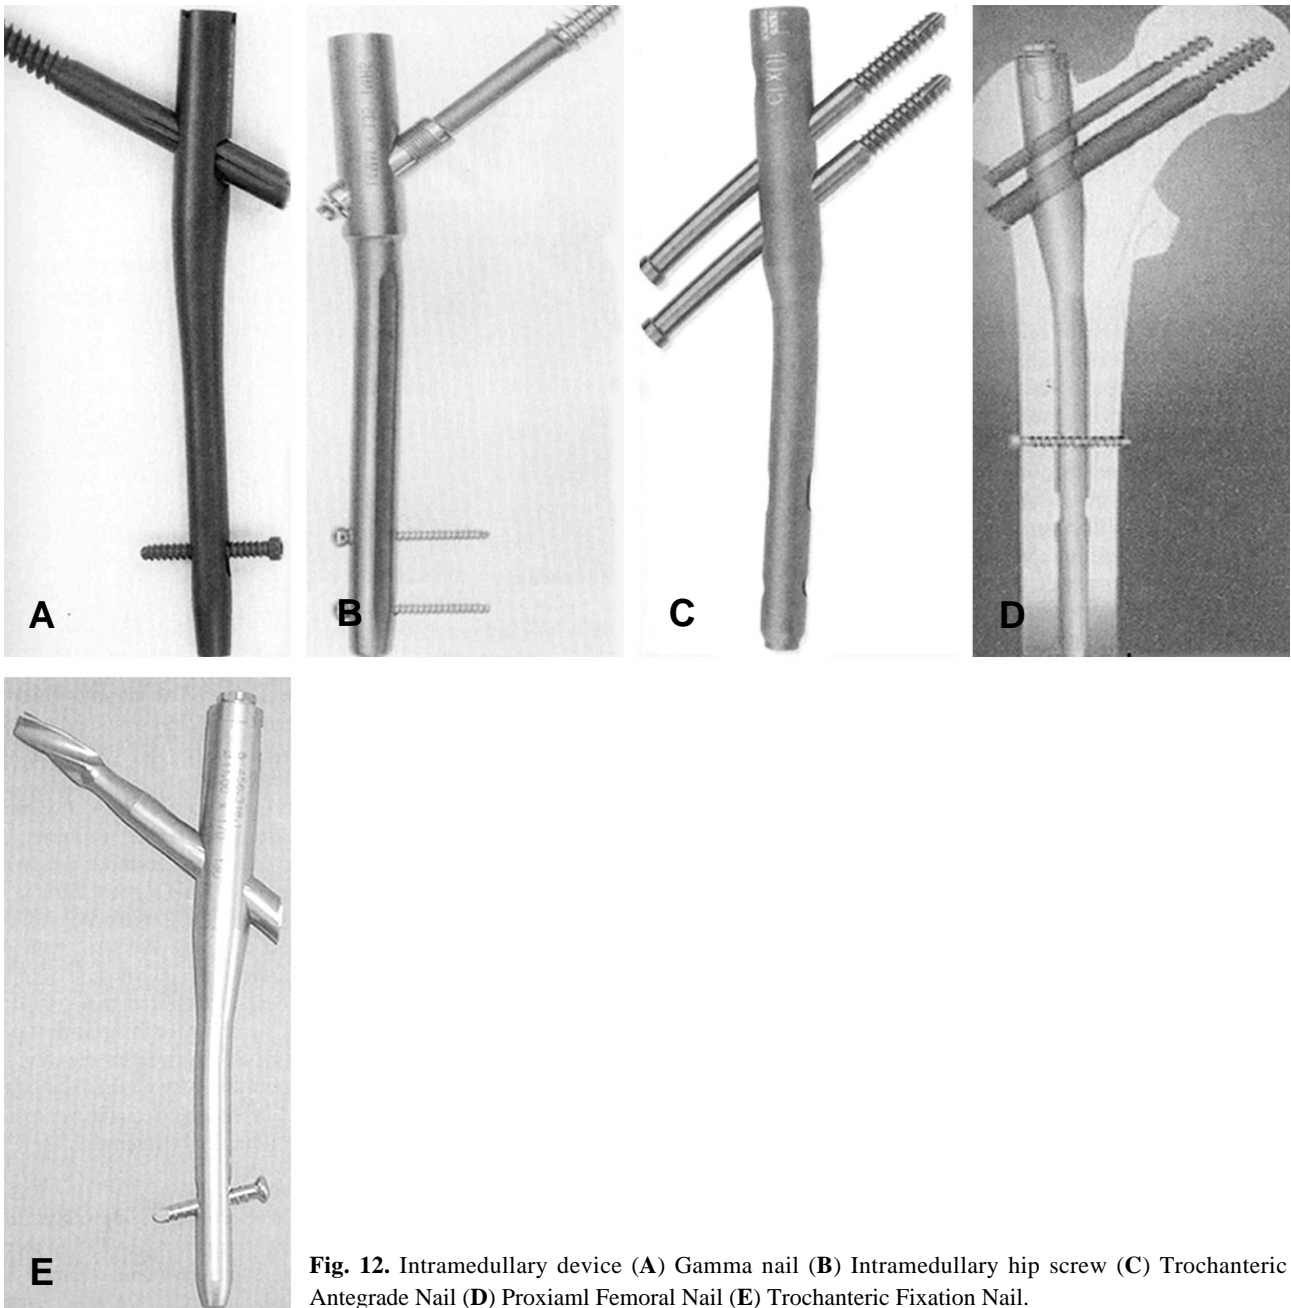 A
B
C
D
E
Fig. 12. Intramedullary device (A) Gamma nail (B) Intramedullary hip screw (C) Trochanteric
Antegrade Nail (D) Proxiaml Femoral Nail (E) Trochanteric Fixation Nail.